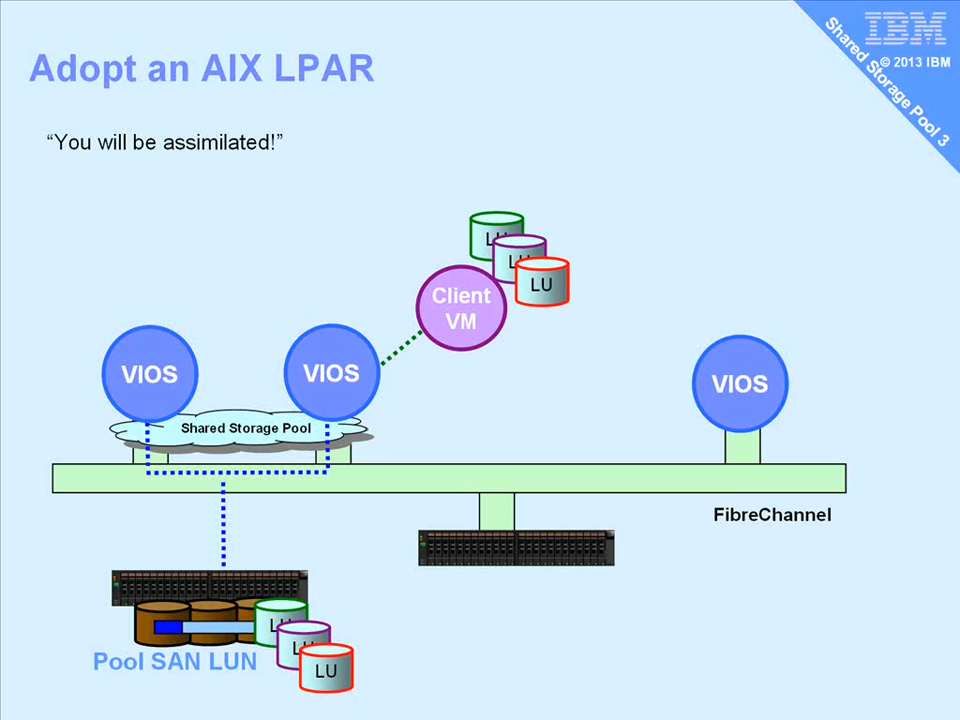 Adopt an AIX LPAR
IBM
© 2013 IBM
Shared Storage Pool 3
“You will be assimilated!”
LU
LU
LU
Client
VM
VIOS
VIOS
VIOS
Shared Storage Pool
FibreChannel
LU
LU
LU
Pool SAN LUN